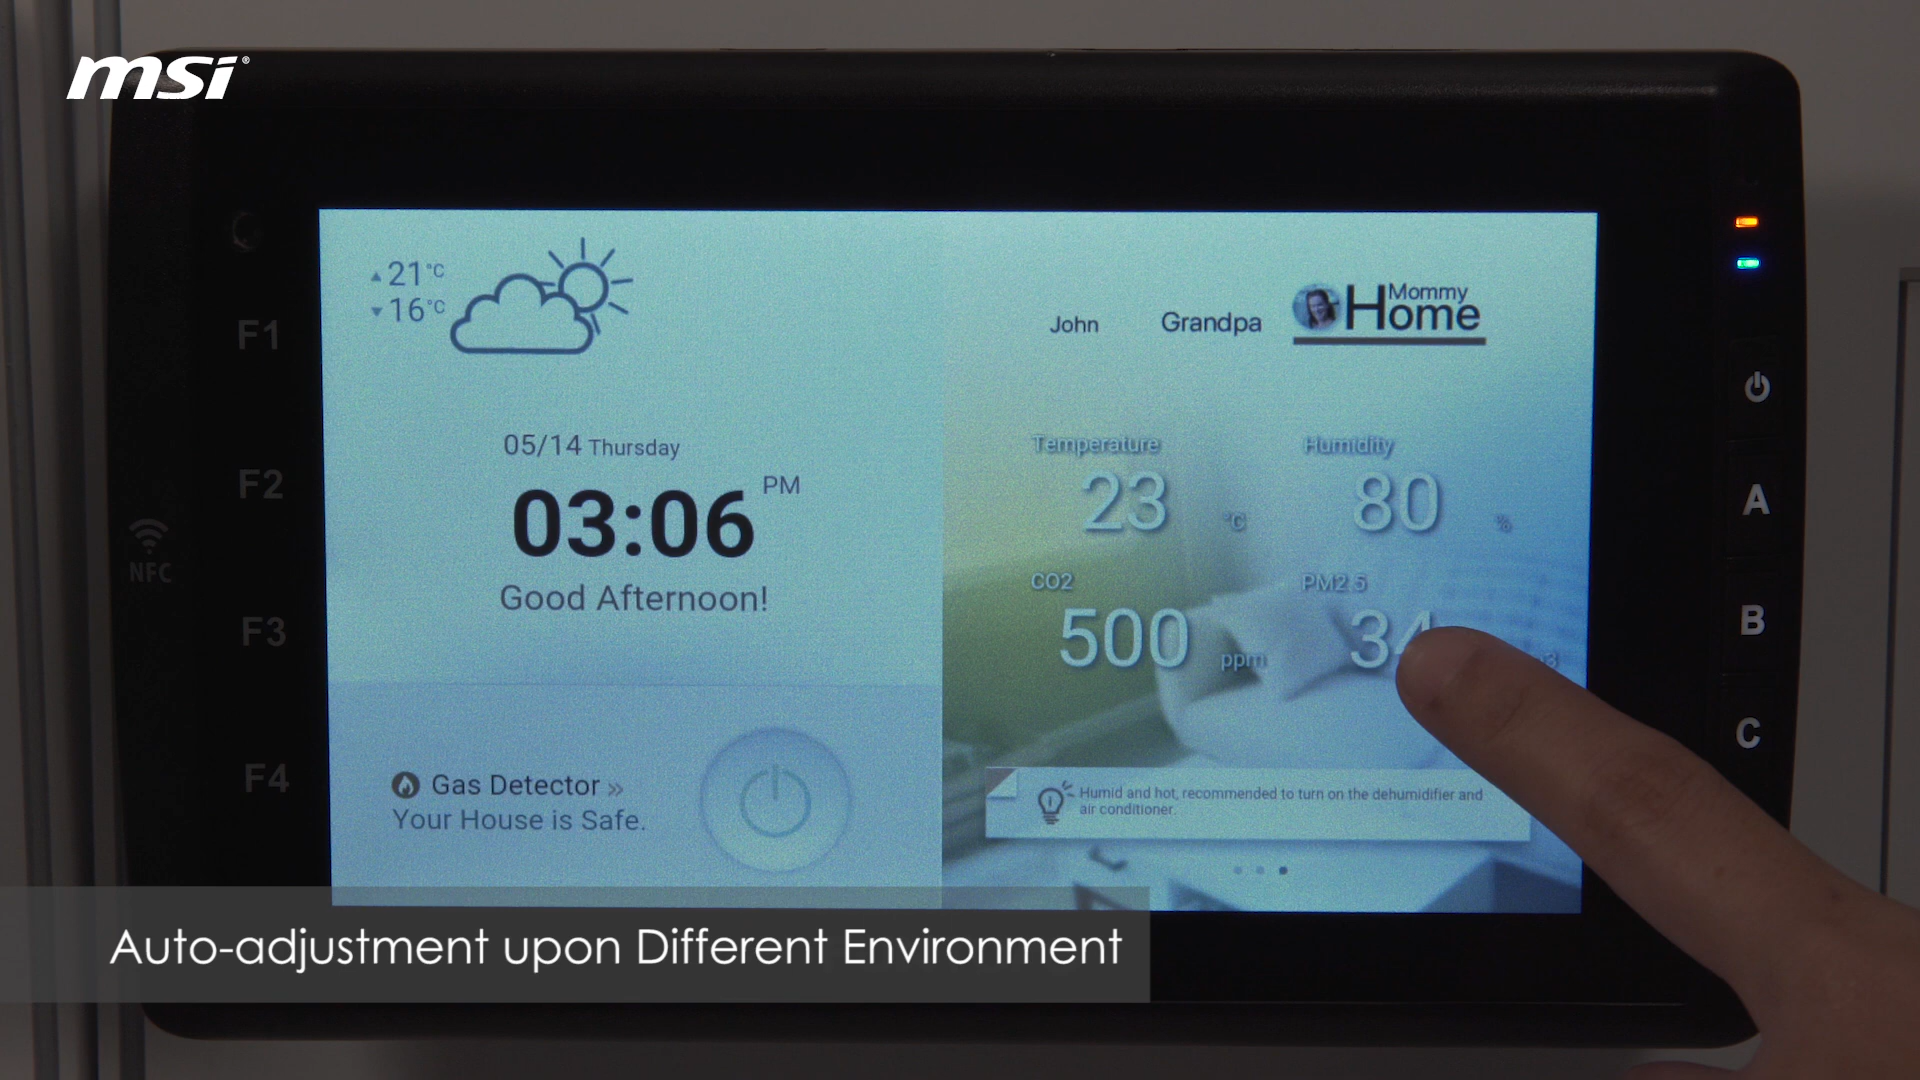 msi®
21°C
16°C
John
Grandpa
Mommy
Home
F1
F2
F3
F4
NFC
05/14 Thursday
03:06 PM
Good Afternoon!
Temperature
23 °C
Humidity
80 %
CO2
500 ppm
PM2.5
34
A
B
C
Gas Detector »
Your House is Safe.
Humid and hot, recommended to turn on the dehumidifier and
air conditioner.
Auto-adjustment upon Different Environment